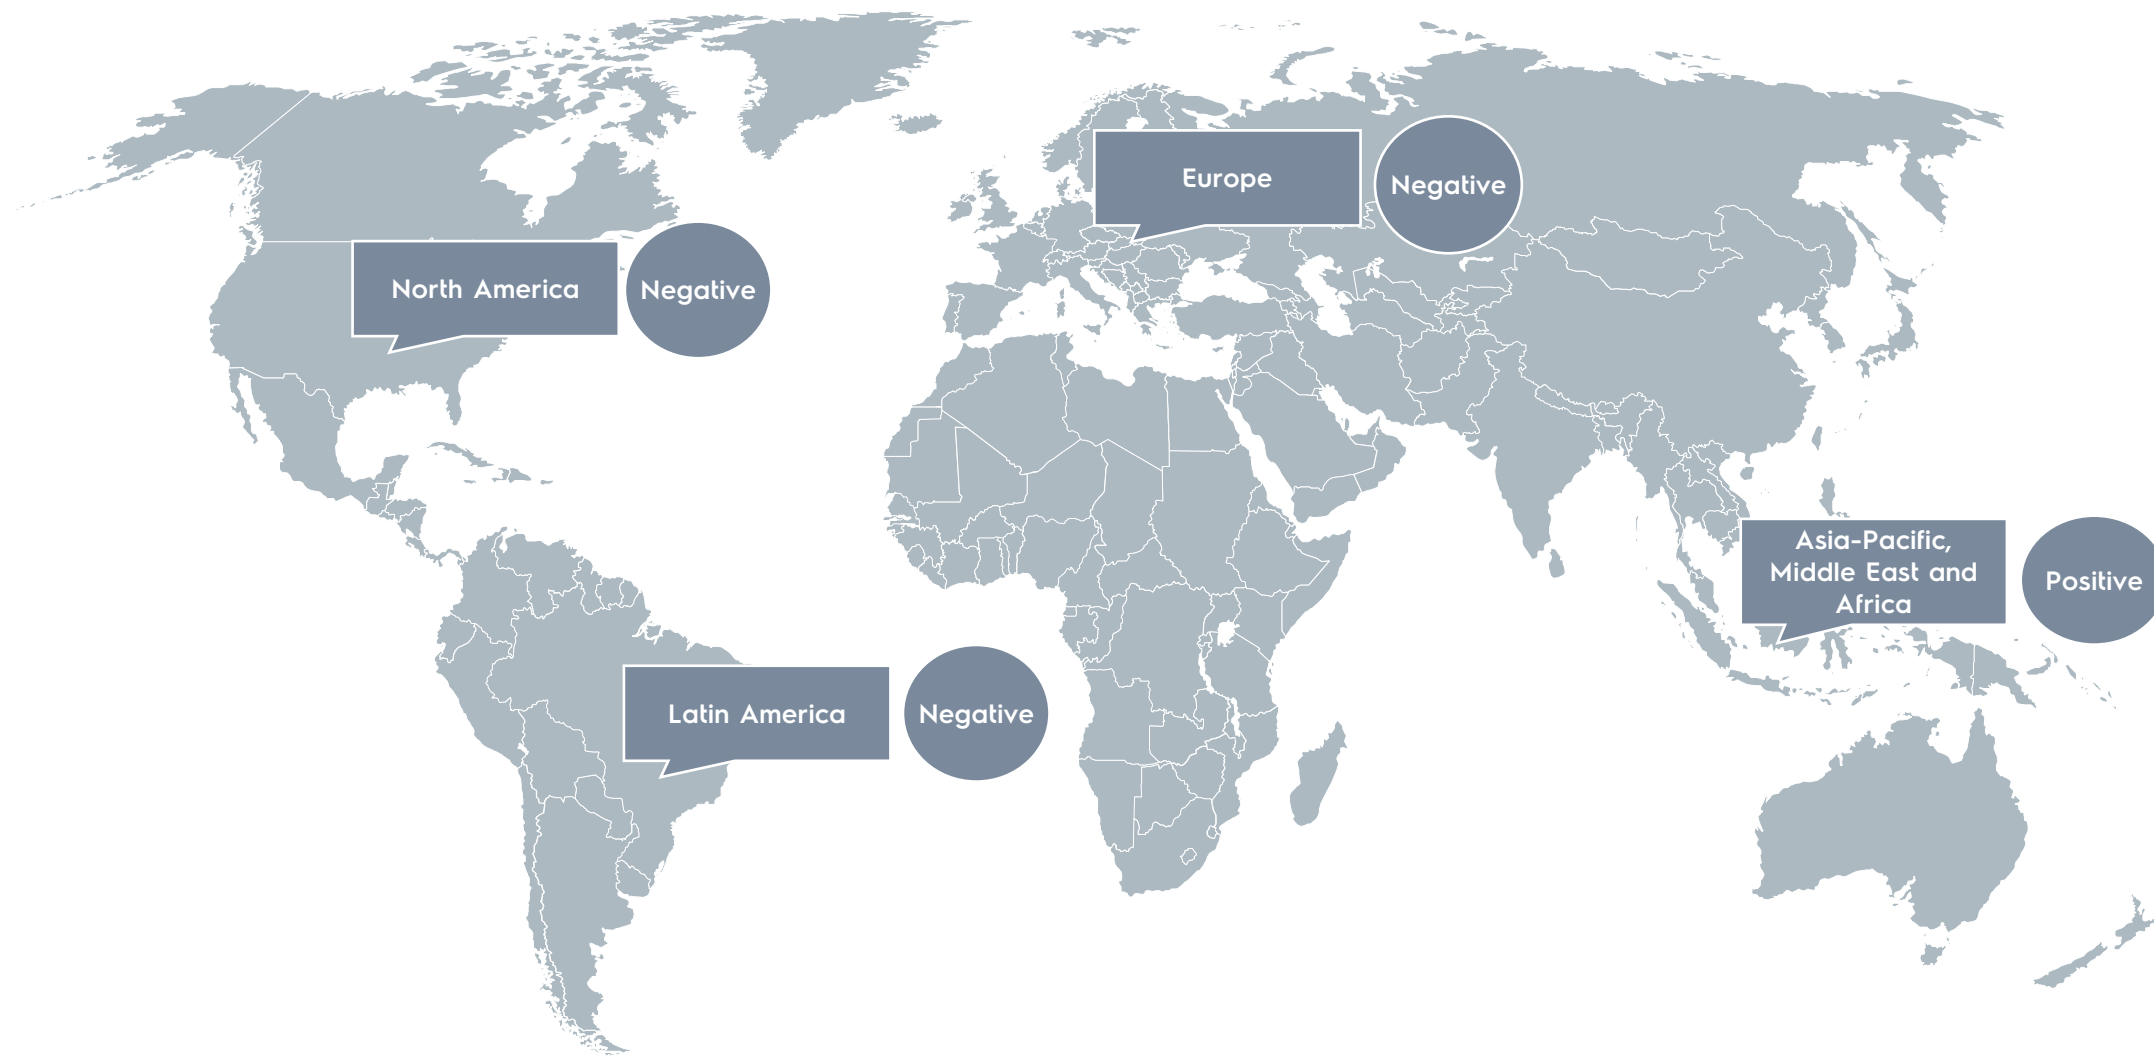 Europe
Negative
North America
Negative
Asia-Pacific,
Middle East and
Africa
Positive
Latin America
Negative